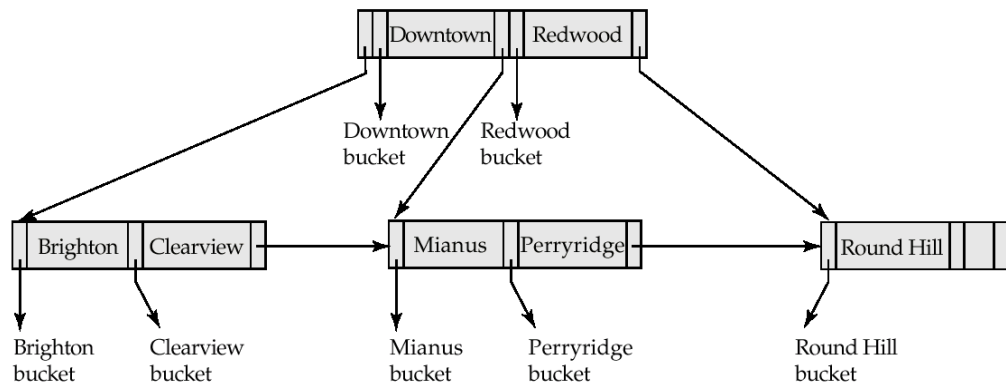 Downtown Redwood
Downtown
bucket
Redwood
bucket
Brighton Clearview
Mianus Perryridge
Round Hill
Brighton
bucket
Clearview
bucket
Mianus
bucket
Perryridge
bucket
Round Hill
bucket